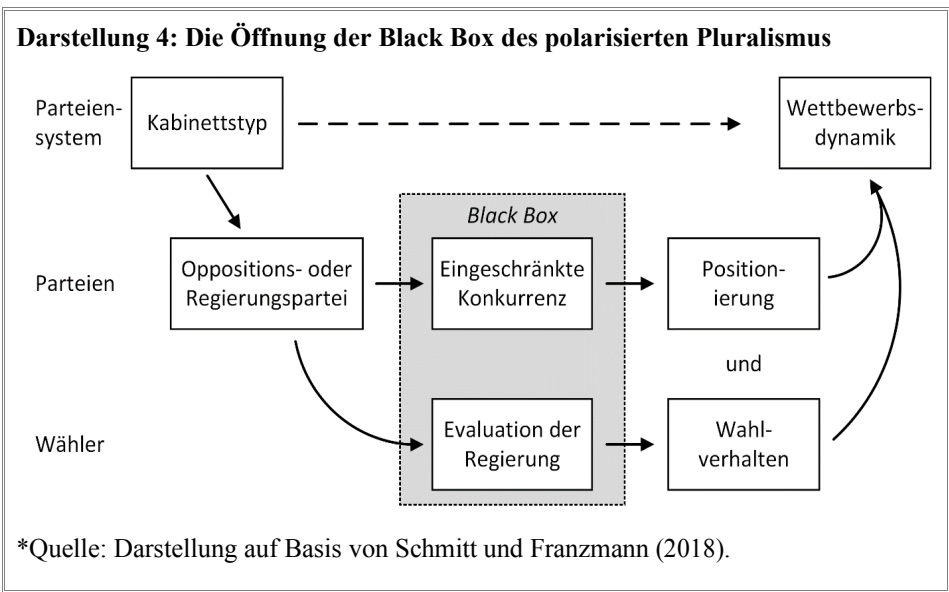 Darstellung 4: Die Öffnung der Black Box des polarisierten Pluralismus
Parteien-
system
Kabinettstyp
Wettbewerbs-
dynamik
Black Box
Parteien
Oppositions- oder
Regierungspartei
Eingeschränkte
Konkurrenz
Position-
ierung
und
Wähler
Evaluation der
Regierung
Wahl-
verhalten
*Quelle: Darstellung auf Basis von Schmitt und Franzmann (2018).